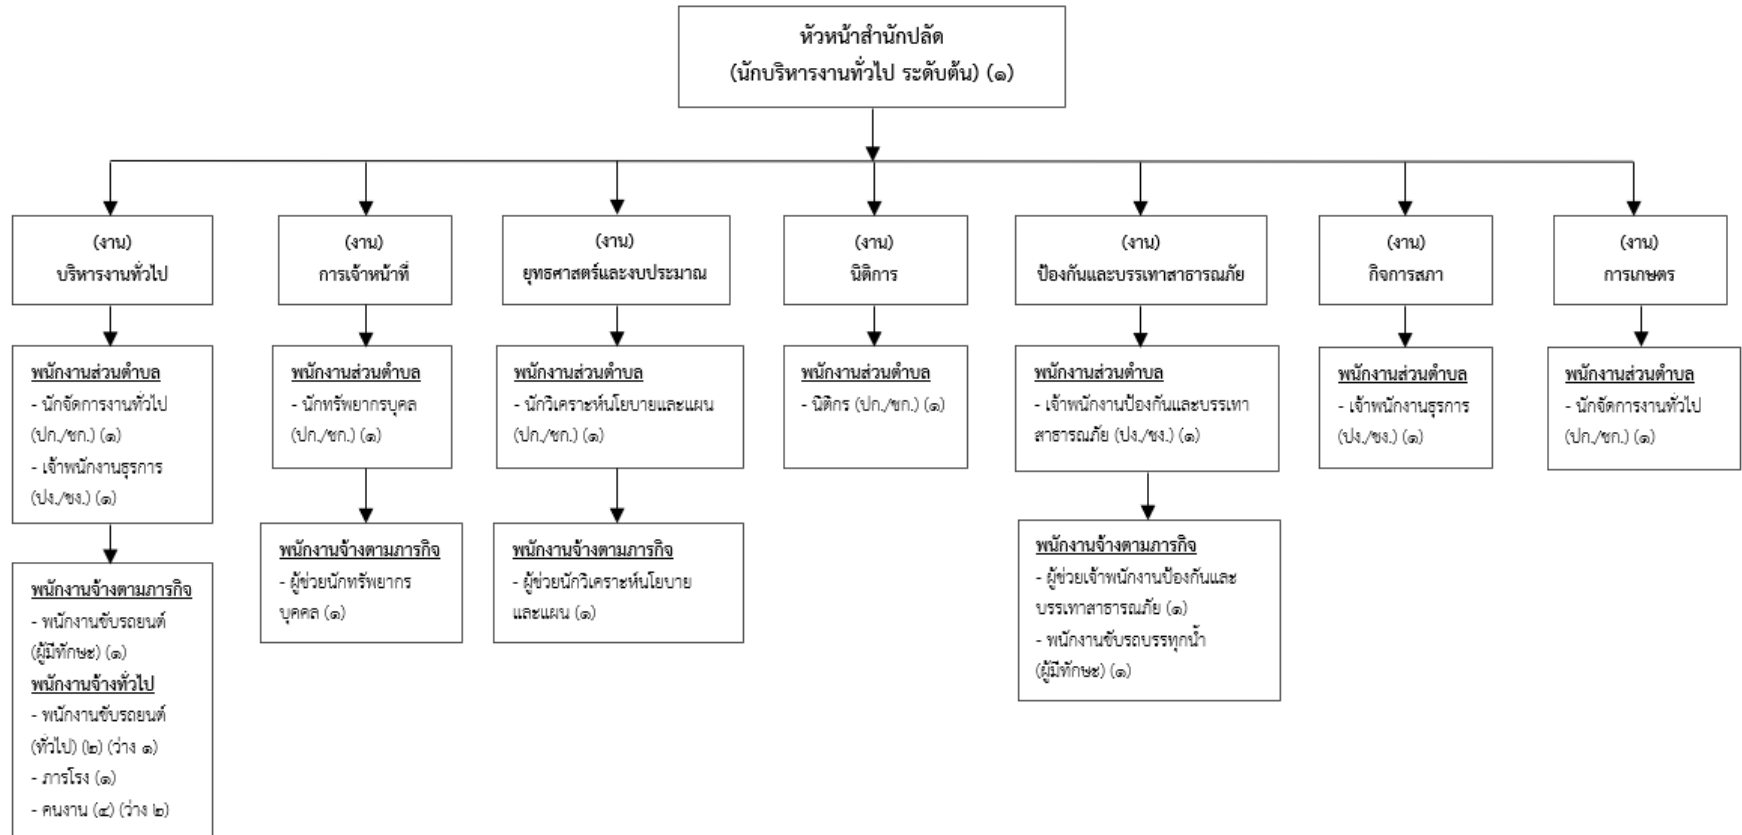 หัวหน้าสำนักปลัด
(นักบริหารงานทั่วไป ระดับต้น) (๑)
(งาน)
บริหารงานทั่วไป
(งาน)
การเจ้าหน้าที่
(งาน)
ยุทธศาสตร์และงบประมาณ
(งาน)
นิติการ
(งาน)
ป้องกันและบรรเทาสาธารณภัย
(งาน)
กิจการสภา
(งาน)
การเกษตร
พนักงานส่วนตำบล
- นักจัดการงานทั่วไป
(ปก./ชก.) (๑)
- เจ้าพนักงานธุรการ
(ปง./ชง.) (๑)
พนักงานส่วนตำบล
- นักทรัพยากรบุคคล
(ปก./ชก.) (๑)
พนักงานส่วนตำบล
- นักวิเคราะห์นโยบายและแผน
(ปก./ชก.) (๑)
พนักงานส่วนตำบล
- นิติกร (ปก./ชก.) (๑)
พนักงานส่วนตำบล
- เจ้าพนักงานป้องกันและบรรเทา
สาธารณภัย (ปง./ชง.) (๑)
พนักงานส่วนตำบล
- เจ้าพนักงานธุรการ
(ปง./ชง.) (๑)
พนักงานส่วนตำบล
- นักจัดการงานทั่วไป
(ปก./ชก.) (๑)
พนักงานจ้างตามภารกิจ
- พนักงานขับรถยนต์
(ผู้มีทักษะ) (๑)
พนักงานจ้างทั่วไป
- พนักงานขับรถยนต์
(ทั่วไป) (๒) (ว่าง ๑)
- ภารโรง (๑)
- คนงาน (๔) (ว่าง ๒)
พนักงานจ้างตามภารกิจ
- ผู้ช่วยนักทรัพยากร
บุคคล (๑)
พนักงานจ้างตามภารกิจ
- ผู้ช่วยนักวิเคราะห์นโยบาย
และแผน (๑)
พนักงานจ้างตามภารกิจ
- ผู้ช่วยเจ้าพนักงานป้องกันและ
บรรเทาสาธารณภัย (๑)
- พนักงานขับรถบรรทุกน้ำ
(ผู้มีทักษะ) (๑)